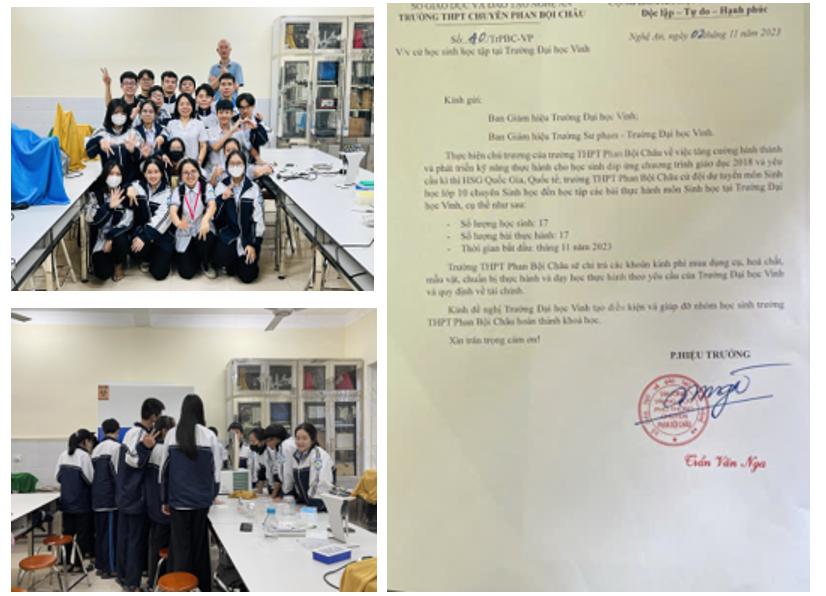 SỞ GIÁO DỤC VÀ ĐÀO TẠO NGHỆ AN
TRƯỜNG THPT CHUYÊN PHAN BỘI CHÂU
Độc lập – Tự do – Hạnh phúc
Số 40/TrPBC-VP
Nghệ An, ngày 02 tháng 11 năm 2023
V/v cử học sinh học tập tại Trường Đại học Vinh
Kính gửi:
Ban Giám hiệu Trường Đại học Vinh;
Ban Giám hiệu Trường Sư phạm - Trường Đại học Vinh.
Thực hiện chủ trương của trường THPT Phan Bội Châu về việc tăng cường hình thành
và phát triển kỹ năng thực hành cho học sinh đáp ứng chương trình giáo dục 2018 và yêu
cầu kì thi HSG Quốc Gia, Quốc tế, trường THPT Phan Bội Châu cử đội dự tuyển môn Sinh
học lớp 10 chuyên Sinh học đến học tập các bài thực hành môn Sinh học tại Trường Đại
học Vinh, cụ thể như sau:
- Số lượng học sinh: 17
- Số lượng bài thực hành: 17
- Thời gian bắt đầu: tháng 11 năm 2023
Trường THPT Phan Bội Châu sẽ chi trả các khoản kinh phí mua dụng cụ, hoá chất,
mẫu vật, chuẩn bị thực hành và dạy học thực hành theo yêu cầu của Trường Đại học Vinh
và quy định về tài chính.
Kính đề nghị Trường Đại học Vinh tạo điều kiện và giúp đỡ nhóm học sinh trường
THPT Phan Bội Châu hoàn thành khoá học.
Xin trân trọng cảm ơn!
P.HIỆU TRƯỞNG
PHAN BỘI CHÂU
Trần Văn Nga